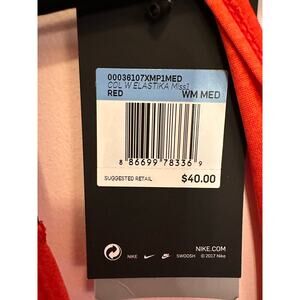 00036107XMP1MED
COL W ELASTIKA Miss1
RED WM MED
8 86699 78336 9
SUGGESTED RETAIL $40.00
NIKE.COM
NIKE SWOOSH © 2017 Nike